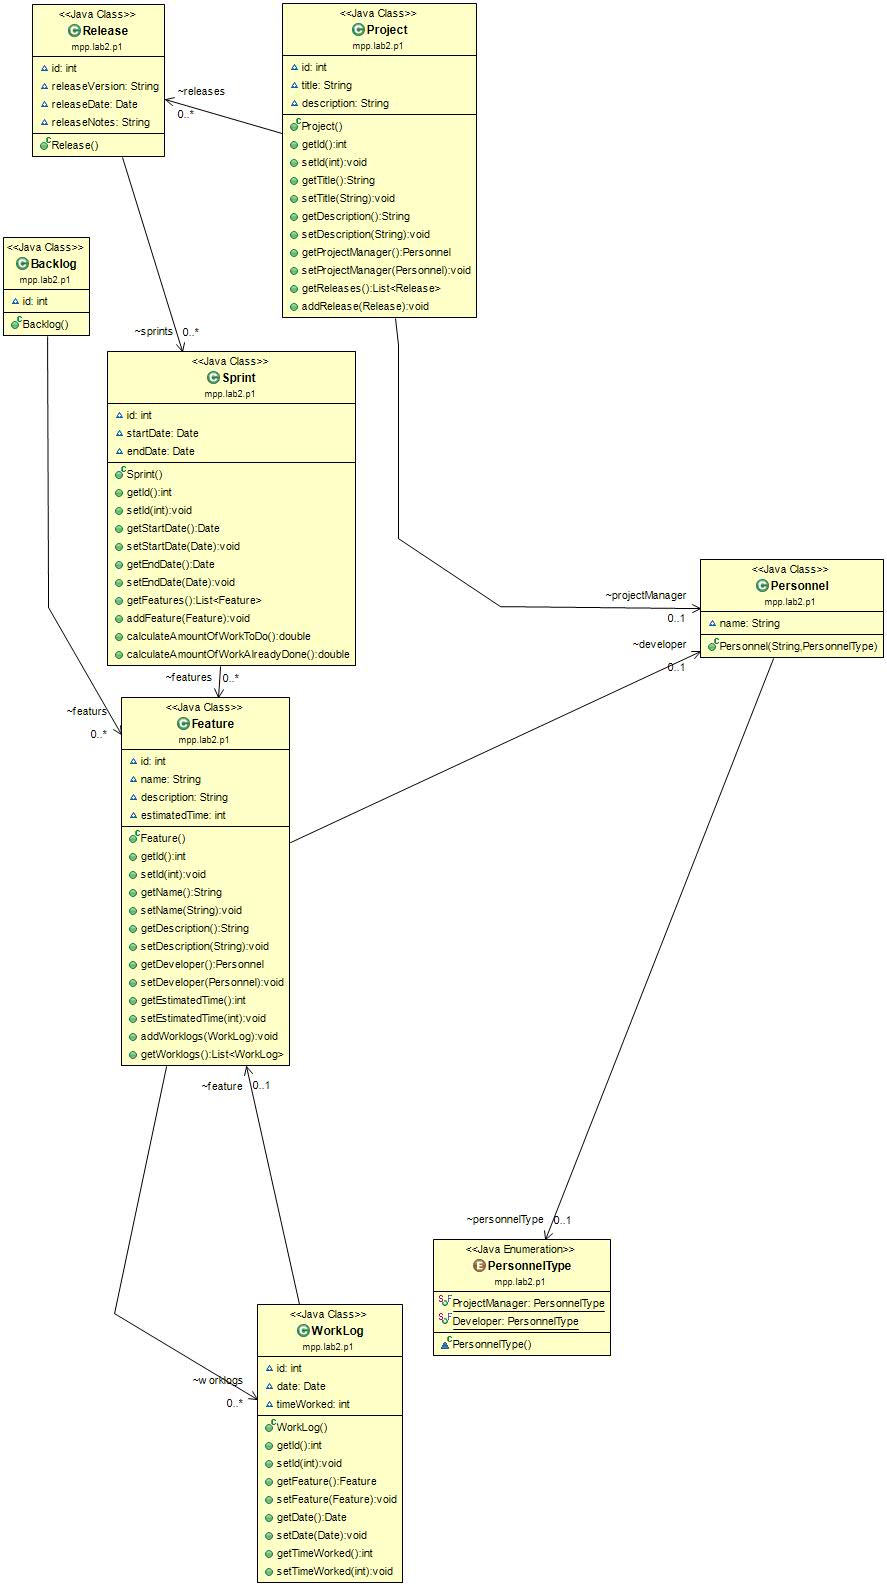 <<Java Class>>
Release
mpp.lab2.p1
id: int
releaseVersion: String
releaseDate: Date
releaseNotes: String
Release()
<<Java Class>>
Project
mpp.lab2.p1
id: int
title: String
description: String
Project()
getId():int
setId(int):void
getTitle():String
setTitle(String):void
getDescription():String
setDescription(String):void
getProjectManager():Personnel
setProjectManager(Personnel):void
getReleases():List<Release>
addRelease(Release):void
~releases
0..*
<<Java Class>>
Backlog
mpp.lab2.p1
id: int
Backlog()
~sprints 0..*
<<Java Class>>
Sprint
mpp.lab2.p1
id: int
startDate: Date
endDate: Date
Sprint()
getId():int
setId(int):void
getStartDate():Date
setStartDate(Date):void
getEndDate():Date
setEndDate(Date):void
getFeatures():List<Feature>
addFeature(Feature):void
calculateAmountOfWorkToDo():double
calculateAmountOfWorkAlreadyDone():double
~projectManager
0..1
~developer
0..1
<<Java Class>>
Personnel
mpp.lab2.p1
name: String
Personnel(String,PersonnelType)
~features 0..*
~featurs
0..*
<<Java Class>>
Feature
mpp.lab2.p1
id: int
name: String
description: String
estimatedTime: int
Feature()
getId():int
setId(int):void
getName():String
setName(String):void
getDescription():String
setDescription(String):void
getDeveloper():Personnel
setDeveloper(Personnel):void
getEstimatedTime():int
setEstimatedTime(int):void
addWorklogs(WorkLog):void
getWorklogs():List<WorkLog>
~feature 0..1
~personnelType 0..1
<<Java Enumeration>>
PersonnelType
mpp.lab2.p1
ProjectManager: PersonnelType
Developer: PersonnelType
PersonnelType()
~worklogs
0..*
<<Java Class>>
WorkLog
mpp.lab2.p1
id: int
date: Date
timeWorked: int
WorkLog()
getId():int
setId(int):void
getFeature():Feature
setFeature(Feature):void
getDate():Date
setDate(Date):void
getTimeWorked():int
setTimeWorked(int):void